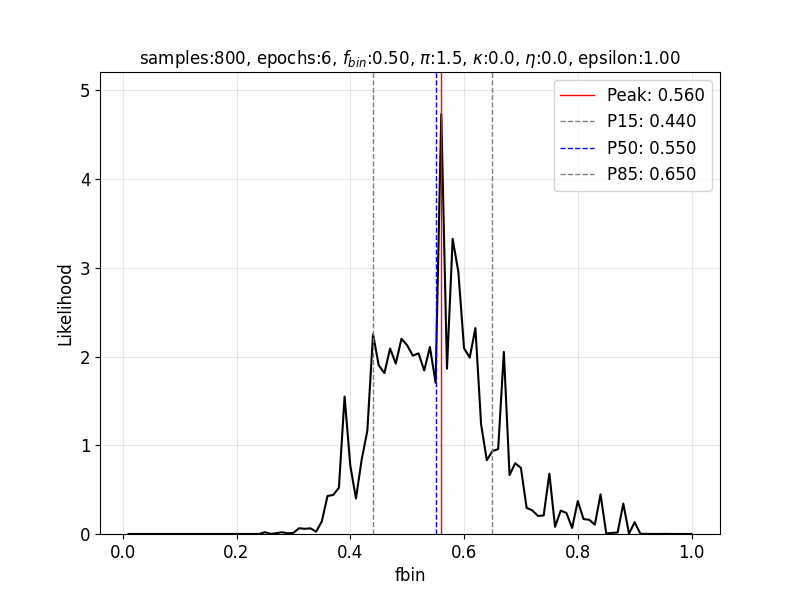 samples:800, epochs:6, f_bin:0.50, π:1.5, κ:0.0, η:0.0, epsilon:1.00
Peak: 0.560
P15: 0.440
P50: 0.550
P85: 0.650
5
4
3
2
1
0
Likelihood
0.0 0.2 0.4 0.6 0.8 1.0
fbin